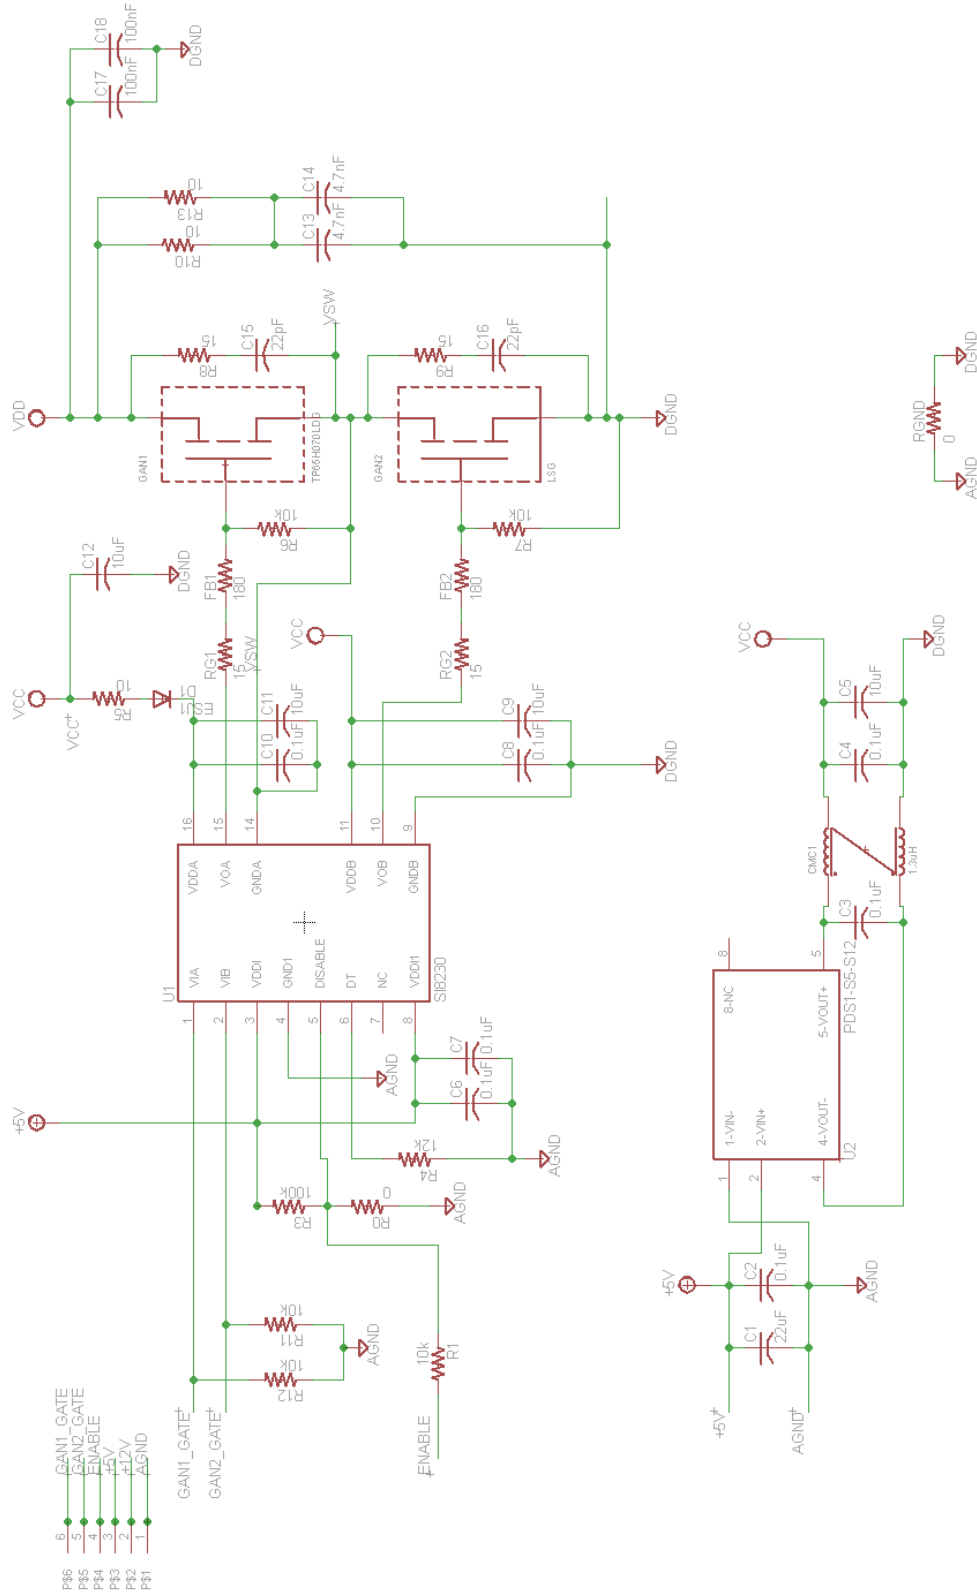 C18
100nF
C17
100nF
DGND
R13
10
R10
10
C14
4.7nF
C13
4.7nF
VDD
R8
15
C15
22pF
VSW
R9
15
C16
22pF
GAN1
TP65H070LDG
GAN2
LSG
DGND
DGND
RGND
0
AGND
R6
10k
R7
10k
C12
10uF
DGND
FB1
180
FB2
180
RG1
15
VSW
RG2
15
VCC
VCC
VCC
R5
10
D1
ES1J
C11
10uF
C10
0.1uF
C9
10uF
C8
0.1uF
DGND
VCC
DGND
C5
10uF
C4
0.1uF
CMC1
1.3uH
C3
0.1uF
16
15
14
11
10
9
VDDA
VOA
GNDA
VDDB
VOB
GNDB
U1
SI8230
VIA
VIB
VDDI
GND1
DISABLE
DT
NC
VDDI1
1
2
3
4
5
6
7
8
AGND
C7
0.1uF
C6
0.1uF
+5V
R4
12k
AGND
R3
100k
R0
0
AGND
8
5
8-NC
5-VOUT+
PDS1-S5-S12
1-VIN-
2-VIN+
4-VOUT-
U2
1
2
4
+5V
C2
0.1uF
C1
22uF
AGND
+5V
AGND
R11
10k
R12
10k
AGND
10k
R1
ENABLE
GAN1_GATE
GAN2_GATE
GAN1_GATE
GAN2_GATE
ENABLE
+5V
+12V
AGND
6
5
4
3
2
1
P$6
P$5
P$4
P$3
P$2
P$1